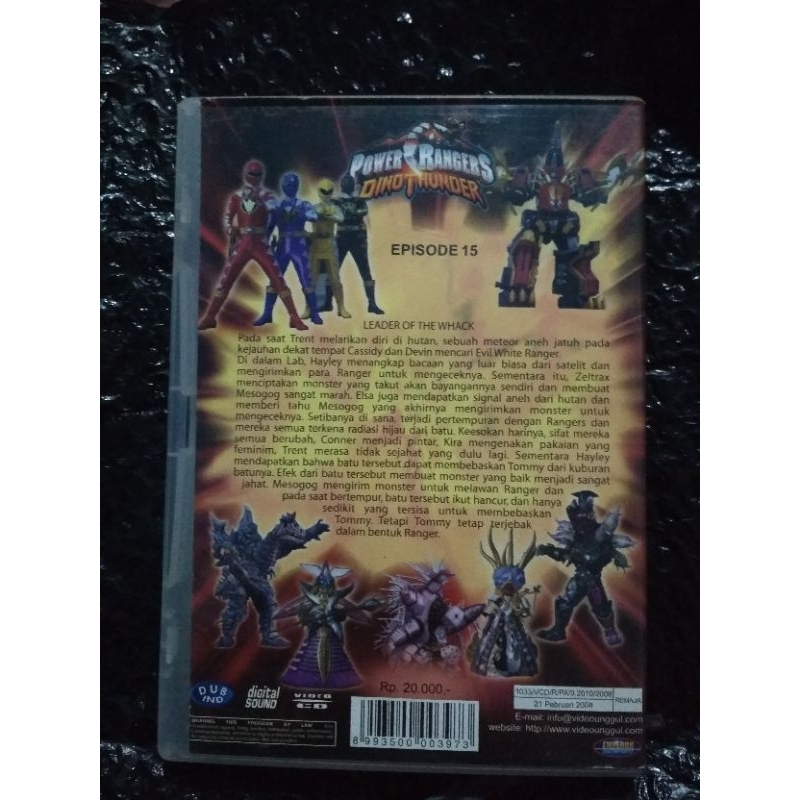 POWER RANGERS
DINO THUNDER
EPISODE 15
LEADER OF THE WHACK
Pada saat Trent melarikan diri di hutan, sebuah meteor aneh jatuh pada
kejauhan dekat tempat Cassidy dan Devin mencari Evil White Ranger.
Di dalam Lab, Hayley menangkap bacaan yang luar biasa dari satelit dan
mengirimkan para Ranger untuk mengeceknya. Sementara itu, Zeltrax
menciptakan monster yang takut akan bayangannya sendiri dan membuat
Mesogog sangat marah. Elsa juga mendapatkan signal aneh dari hutan dan
memberi tahu Mesogog yang akhirnya mengirimkan monster untuk
mengeceknya. Setibanya di sana, terjadi pertempuran dengan Rangers dan
mereka semua terkena radiasi hijau dari batu. Keesokan harinya, sifat mereka
semua berubah, Conner menjadi pintar, Kira mengenakan pakaian yang
feminim, Trent merasa tidak sejahat yang dulu lagi. Sementara Hayley
mendapatkan bahwa batu tersebut dapat membebaskan Tommy dari kuburan
batunya. Efek dari batu tersebut membuat monster yang baik menjadi sangat
jahat. Mesogog mengirim monster untuk melawan Ranger dan
pada saat bertempur, batu tersebut ikut hancur, dan hanya
sedikit yang tersisa untuk membebaskan
Tommy. Tetapi Tommy tetap terjebak
dalam bentuk Ranger.
Rp. 20.000,-
DUB
IND
digital
SOUND
VIDEO
CD
1033/VCD/R/PA/9.2010/2008
REMAJA
21 Pebruari 2008
E-mail: info@videounggul.com
website: http://www.videounggul.com
8 993500 003973